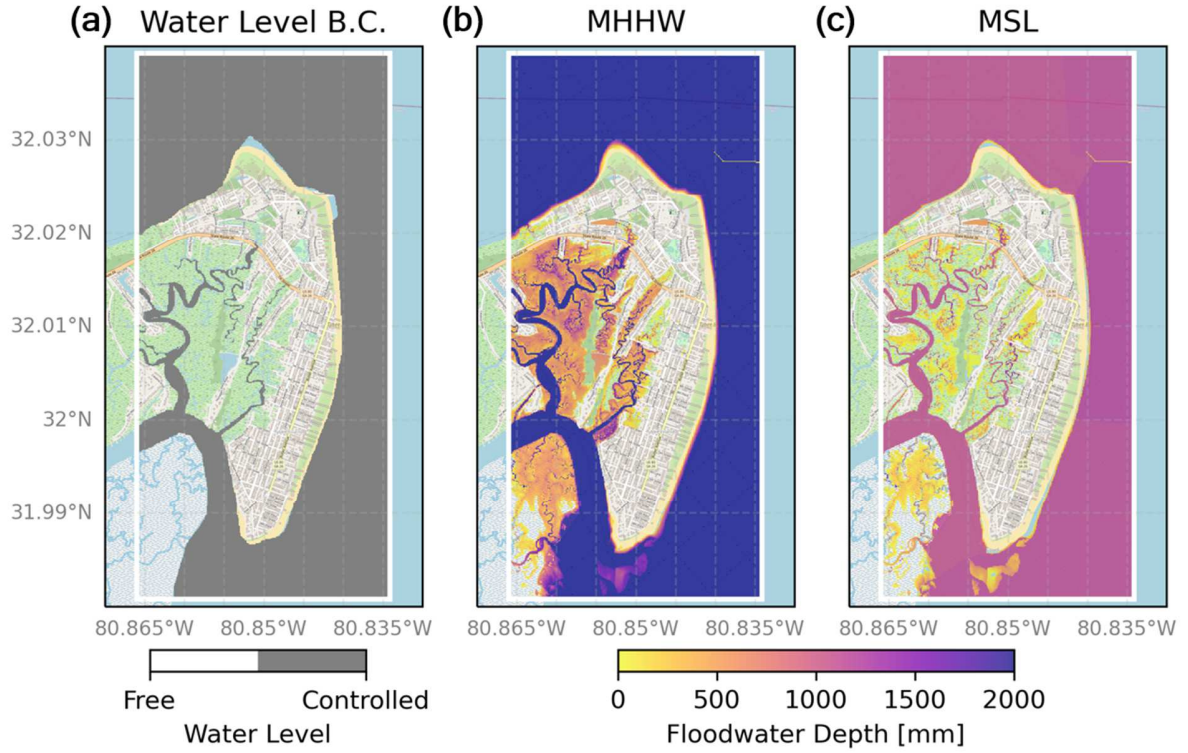 (a) Water Level B.C. (b) MHHW (c) MSL
32.03°N
32.02°N
32.01°N
32°N
31.99°N
80.865°W 80.85°W 80.835°W 80.865°W 80.85°W 80.835°W 80.865°W 80.85°W 80.835°W
Free Controlled 0 500 1000 1500 2000
Water Level Floodwater Depth [mm]